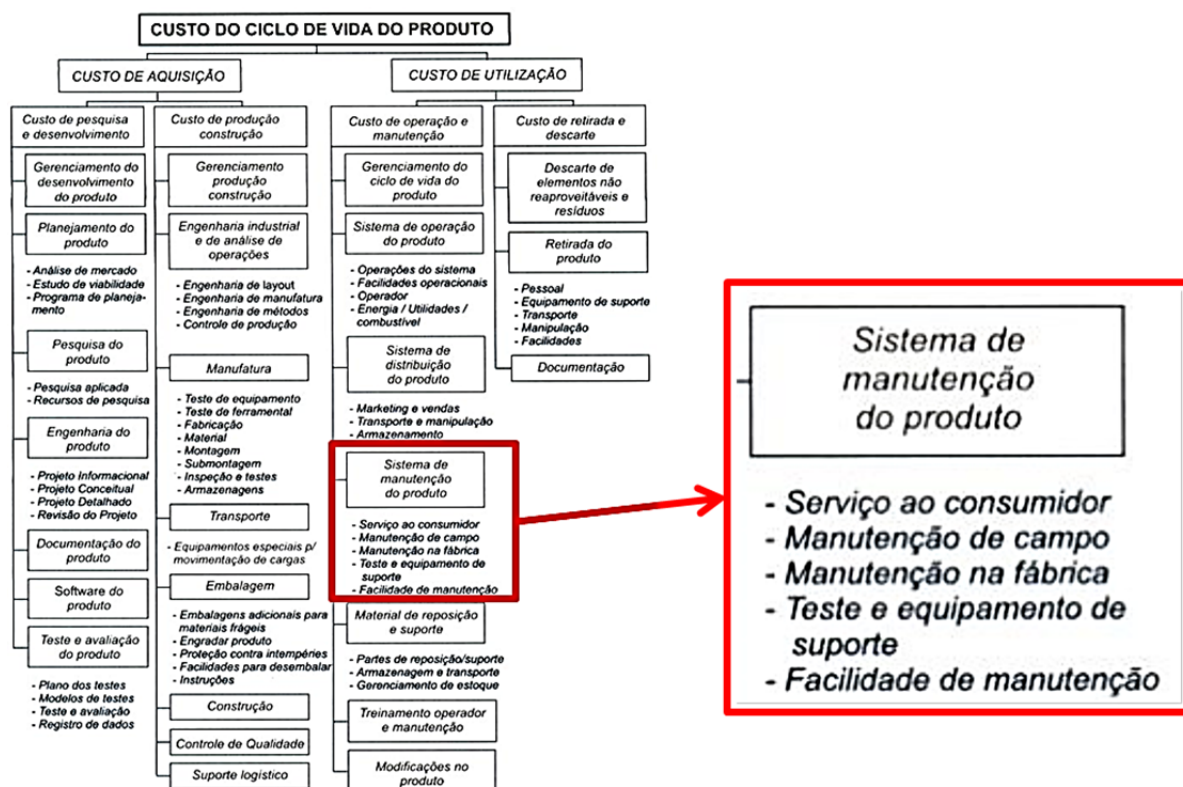 CUSTO DO CICLO DE VIDA DO PRODUTO
CUSTO DE AQUISIÇÃO
Custo de pesquisa
e desenvolvimento
Gerenciamento do
desenvolvimento
do produto
Planejamento do
produto
- Análise de mercado
- Estudo de viabilidade
- Programa de planeja-
mento
Pesquisa do
produto
- Pesquisa aplicada
- Recursos de pesquisa
Engenharia do
produto
- Projeto Informacional
- Projeto Conceitual
- Projeto Detalhado
- Revisão do Projeto
Documentação do
produto
Software do
produto
Teste e avaliação
do produto
- Plano dos testes
- Modelos de testes
- Teste e avaliação
- Registro de dados
Custo de produção
construção
Gerenciamento
produção
construção
Engenharia industrial
e de análise de
operações
- Engenharia de layout
- Engenharia de manufatura
- Engenharia de métodos
- Controle de produção
Manufatura
- Teste de equipamento
- Teste de ferramental
- Fabricação
- Material
- Montagem
- Submontagem
- Inspeção e testes
- Armazenagens
Transporte
- Equipamentos especiais p/
movimentação de cargas
Embalagem
- Embalagens adicionais para
materiais frágeis
- Engradar produto
- Proteção contra intempéries
- Facilidades para desembalar
- Instruções
Construção
Controle de Qualidade
Suporte logístico
CUSTO DE UTILIZAÇÃO
Custo de operação e
manutenção
Gerenciamento do
ciclo de vida do
produto
Sistema de operação
do produto
- Operações do sistema
- Facilidades operacionais
- Operador
- Energia / Utilidades /
combustível
Sistema de
distribuição
do produto
- Marketing e vendas
- Transporte e manipulação
- Armazenamento
Sistema de
manutenção
do produto
- Serviço ao consumidor
- Manutenção de campo
- Manutenção na fábrica
- Teste e equipamento de
suporte
- Facilidade de manutenção
Material de reposição
e suporte
- Partes de reposição/suporte
- Armazenagem e transporte
- Gerenciamento de estoque
Treinamento operador
e manutenção
Modificações no
produto
Custo de retirada e
descarte
Descarte de
elementos não
reaproveitáveis e
resíduos
Retirada do
produto
- Pessoal
- Equipamento de suporte
- Transporte
- Manipulação
- Facilidades
Documentação
Sistema de
manutenção
do produto
- Serviço ao consumidor
- Manutenção de campo
- Manutenção na fábrica
- Teste e equipamento de
suporte
- Facilidade de manutenção